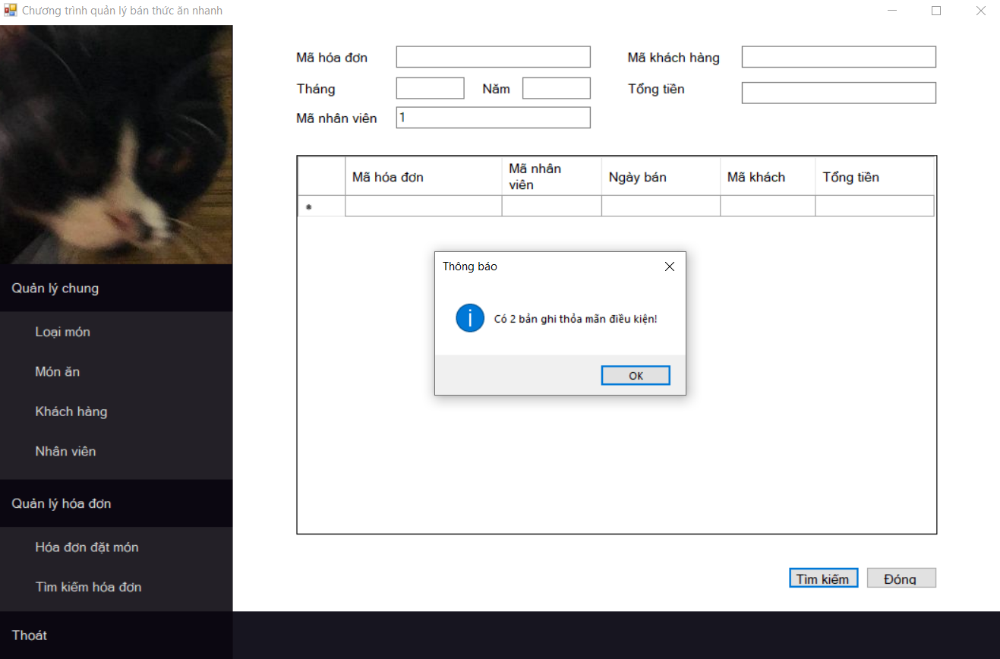 Chương trình quản lý bán thức ăn nhanh
Mã hóa đơn
Mã khách hàng
Tháng
Năm
Tổng tiền
Mã nhân viên
1
Mã hóa đơn
Mã nhân
viên
Ngày bán
Mã khách
Tổng tiền
*
Thông báo
Có 2 bản ghi thỏa mãn điều kiện!
OK
Quản lý chung
Loại món
Món ăn
Khách hàng
Nhân viên
Quản lý hóa đơn
Hóa đơn đặt món
Tìm kiếm hóa đơn
Thoát
Tìm kiếm
Đóng